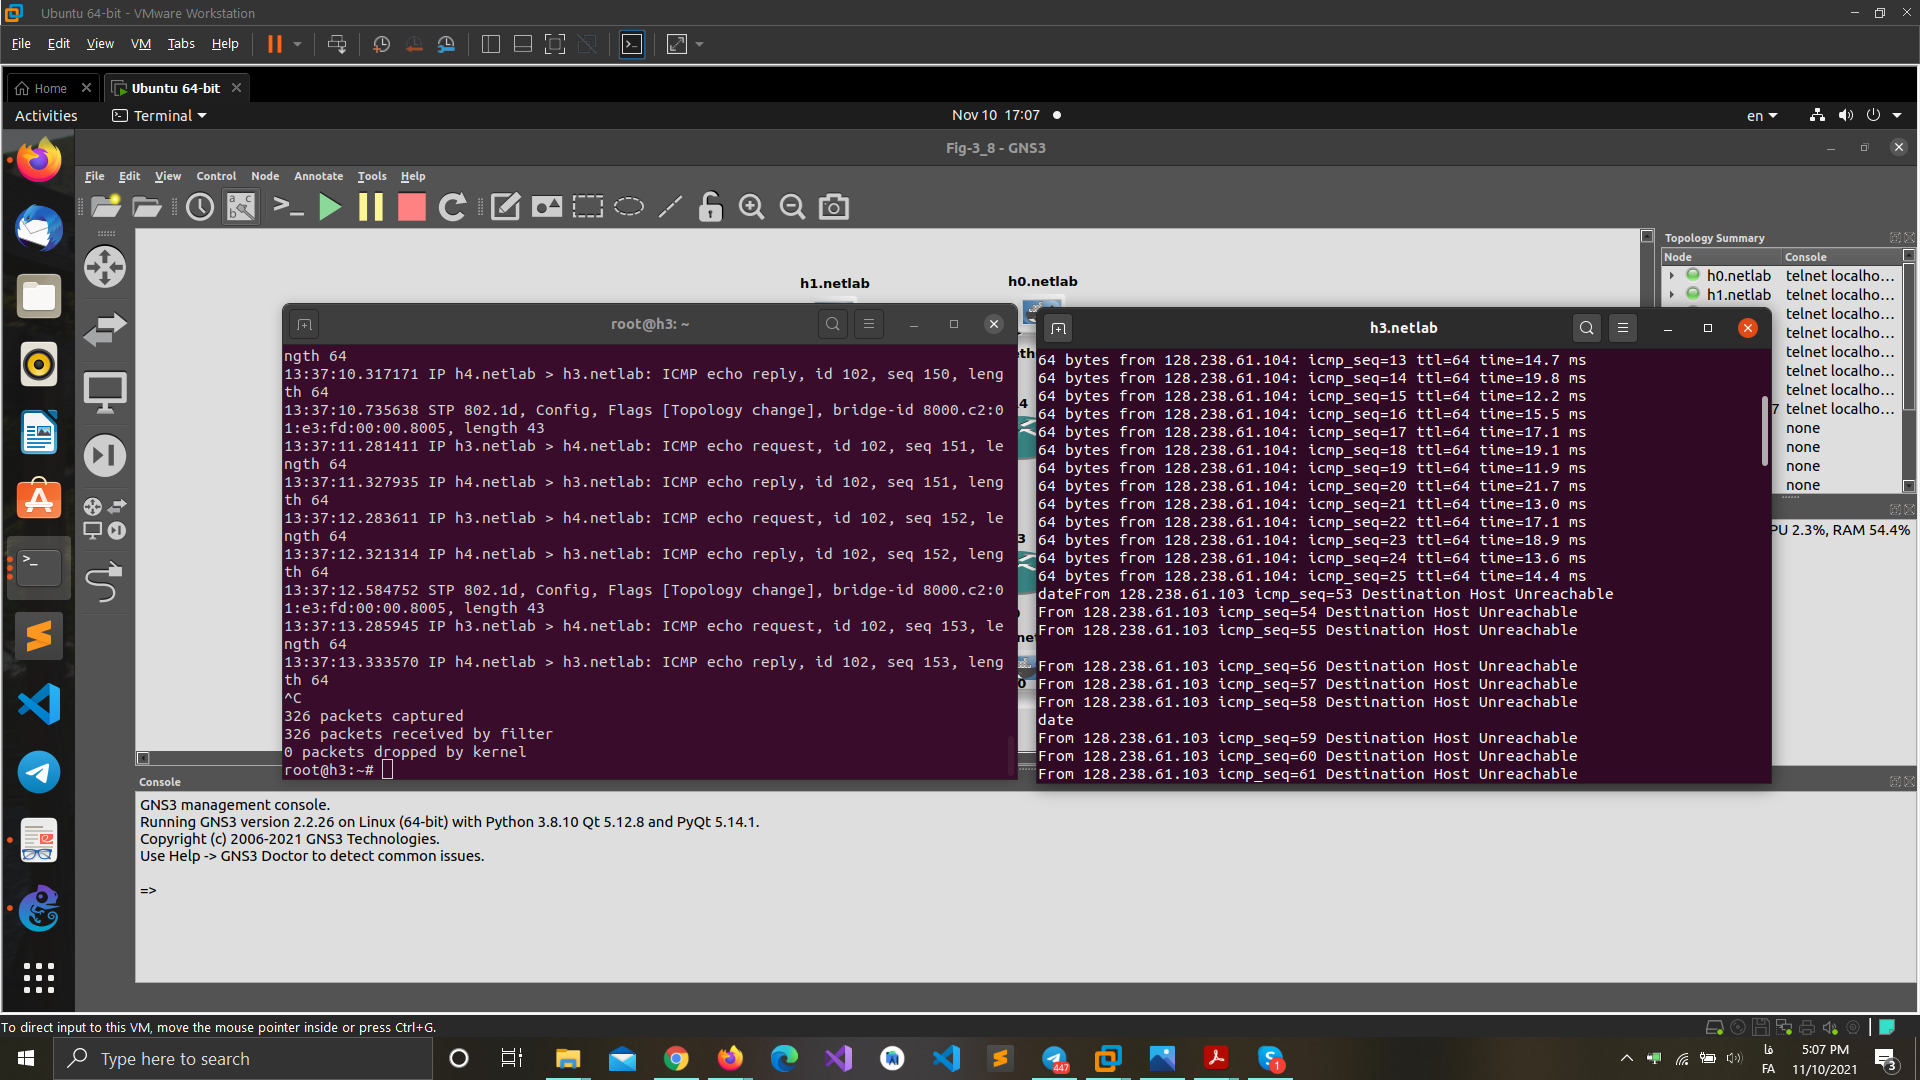 Ubuntu 64-bit - VMware Workstation
File Edit View VM Tabs Help
Home
Ubuntu 64-bit
Activities
Terminal
Nov 10 17:07
en
Fig-3_8 - GNS3
File Edit View Control Node Annotate Tools Help
h1.netlab
h0.netlab
Topology Summary
Node Console
h0.netlab telnet localho…
h1.netlab telnet localho…
telnet localho…
telnet localho…
telnet localho…
telnet localho…
telnet localho…
7 telnet localho…
none
none
none
none
PU 2.3%, RAM 54.4%
root@h3: ~
ngth 64
13:37:10.317171 IP h4.netlab > h3.netlab: ICMP echo reply, id 102, seq 150, leng
th 64
13:37:10.735638 STP 802.1d, Config, Flags [Topology change], bridge-id 8000.c2:0
1:e3:fd:00:00.8005, length 43
13:37:11.281411 IP h3.netlab > h4.netlab: ICMP echo request, id 102, seq 151, le
ngth 64
13:37:11.327935 IP h4.netlab > h3.netlab: ICMP echo reply, id 102, seq 151, leng
th 64
13:37:12.283611 IP h3.netlab > h4.netlab: ICMP echo request, id 102, seq 152, le
ngth 64
13:37:12.321314 IP h4.netlab > h3.netlab: ICMP echo reply, id 102, seq 152, leng
th 64
13:37:12.584752 STP 802.1d, Config, Flags [Topology change], bridge-id 8000.c2:0
1:e3:fd:00:00.8005, length 43
13:37:13.285945 IP h3.netlab > h4.netlab: ICMP echo request, id 102, seq 153, le
ngth 64
13:37:13.333570 IP h4.netlab > h3.netlab: ICMP echo reply, id 102, seq 153, leng
th 64
^C
326 packets captured
326 packets received by filter
0 packets dropped by kernel
root@h3:~#
h3.netlab
64 bytes from 128.238.61.104: icmp_seq=13 ttl=64 time=14.7 ms
64 bytes from 128.238.61.104: icmp_seq=14 ttl=64 time=19.8 ms
64 bytes from 128.238.61.104: icmp_seq=15 ttl=64 time=12.2 ms
64 bytes from 128.238.61.104: icmp_seq=16 ttl=64 time=15.5 ms
64 bytes from 128.238.61.104: icmp_seq=17 ttl=64 time=17.1 ms
64 bytes from 128.238.61.104: icmp_seq=18 ttl=64 time=19.1 ms
64 bytes from 128.238.61.104: icmp_seq=19 ttl=64 time=11.9 ms
64 bytes from 128.238.61.104: icmp_seq=20 ttl=64 time=21.7 ms
64 bytes from 128.238.61.104: icmp_seq=21 ttl=64 time=13.0 ms
64 bytes from 128.238.61.104: icmp_seq=22 ttl=64 time=17.1 ms
64 bytes from 128.238.61.104: icmp_seq=23 ttl=64 time=18.9 ms
64 bytes from 128.238.61.104: icmp_seq=24 ttl=64 time=13.6 ms
64 bytes from 128.238.61.104: icmp_seq=25 ttl=64 time=14.4 ms
dateFrom 128.238.61.103 icmp_seq=53 Destination Host Unreachable
From 128.238.61.103 icmp_seq=54 Destination Host Unreachable
From 128.238.61.103 icmp_seq=55 Destination Host Unreachable
From 128.238.61.103 icmp_seq=56 Destination Host Unreachable
From 128.238.61.103 icmp_seq=57 Destination Host Unreachable
From 128.238.61.103 icmp_seq=58 Destination Host Unreachable
date
From 128.238.61.103 icmp_seq=59 Destination Host Unreachable
From 128.238.61.103 icmp_seq=60 Destination Host Unreachable
From 128.238.61.103 icmp_seq=61 Destination Host Unreachable
Console
GNS3 management console.
Running GNS3 version 2.2.26 on Linux (64-bit) with Python 3.8.10 Qt 5.12.8 and PyQt 5.14.1.
Copyright (c) 2006-2021 GNS3 Technologies.
Use Help -> GNS3 Doctor to detect common issues.
=>
To direct input to this VM, move the mouse pointer inside or press Ctrl+G.
Type here to search
447
1
فا
FA
5:07 PM
11/10/2021
3